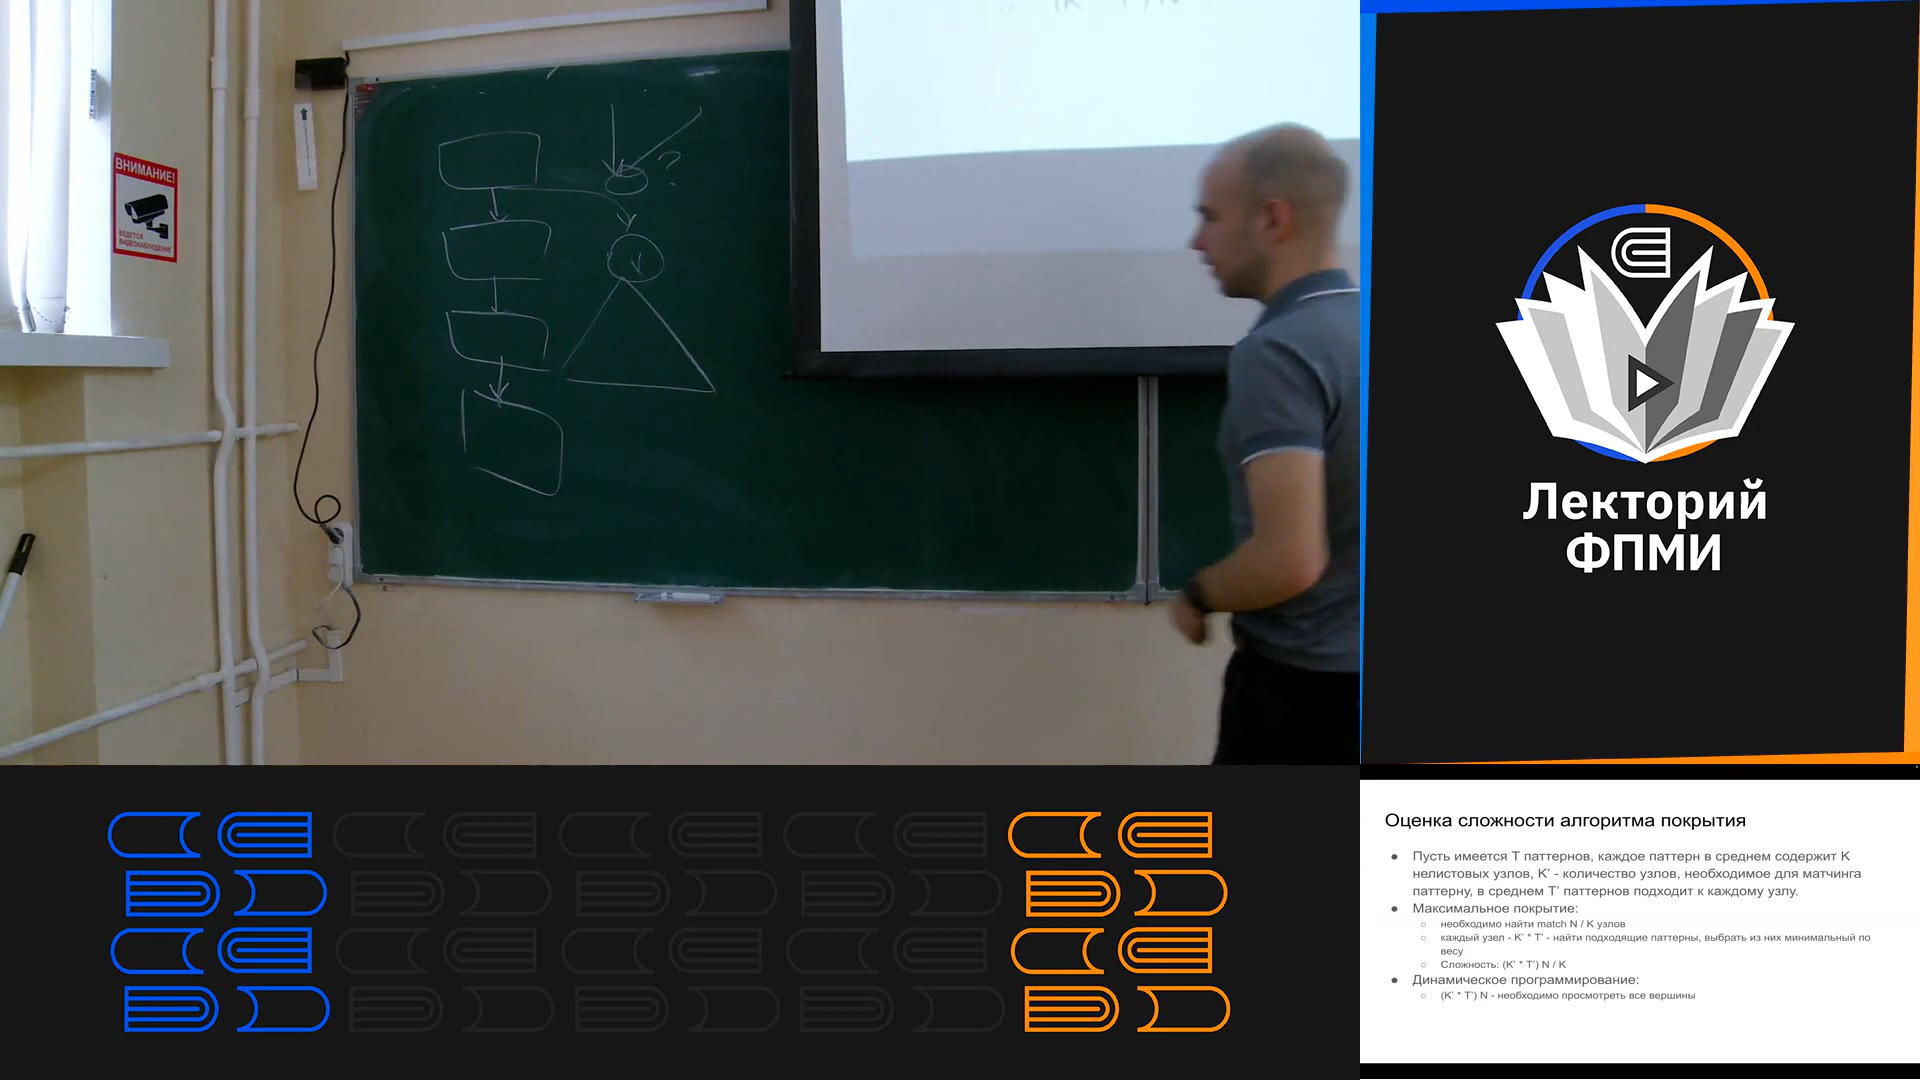 ВНИМАНИЕ!
ВЕДЕТСЯ
ВИДЕОНАБЛЮДЕНИЕ
?
V
Лекторий
ФПМИ
Оценка сложности алгоритма покрытия
● Пусть имеется T паттернов, каждое паттерн в среднем содержит K
нелистовых узлов, K’ - количество узлов, необходимое для матчинга
паттерну, в среднем T’ паттернов подходит к каждому узлу.
● Максимальное покрытие:
○ необходимо найти match N / K узлов
○ каждый узел - K’ * T’ - найти подходящие паттерны, выбрать из них минимальный по
весу
○ Сложность: (K’ * T’) N / K
● Динамическое программирование:
○ (K’ * T’) N - необходимо просмотреть все вершины